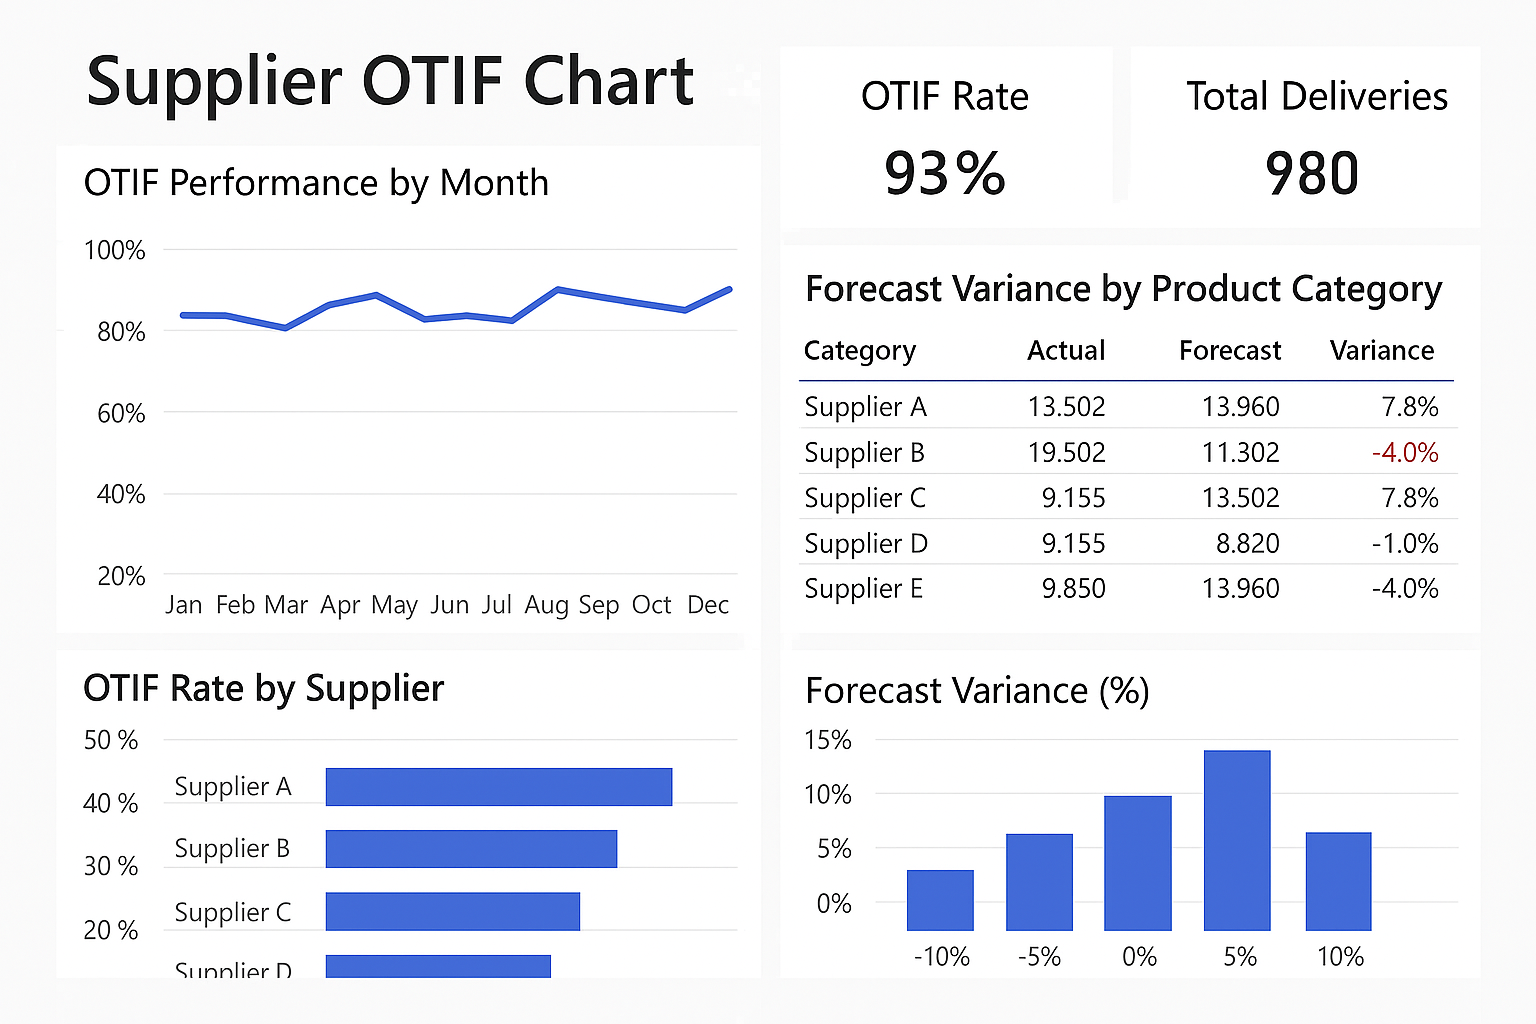 Supplier OTIF Chart
OTIF Rate
93%
Total Deliveries
980
OTIF Performance by Month
100%
80%
60%
40%
20%
Jan Feb Mar Apr May Jun Jul Aug Sep Oct Dec
Forecast Variance by Product Category
Category Actual Forecast Variance
Supplier A 13.502 13.960 7.8%
Supplier B 19.502 11.302 -4.0%
Supplier C 9.155 13.502 7.8%
Supplier D 9.155 8.820 -1.0%
Supplier E 9.850 13.960 -4.0%
OTIF Rate by Supplier
50 %
Supplier A
40 %
Supplier B
30 %
Supplier C
20 %
Supplier D
Forecast Variance (%)
15%
10%
5%
0%
-10% -5% 0% 5% 10%